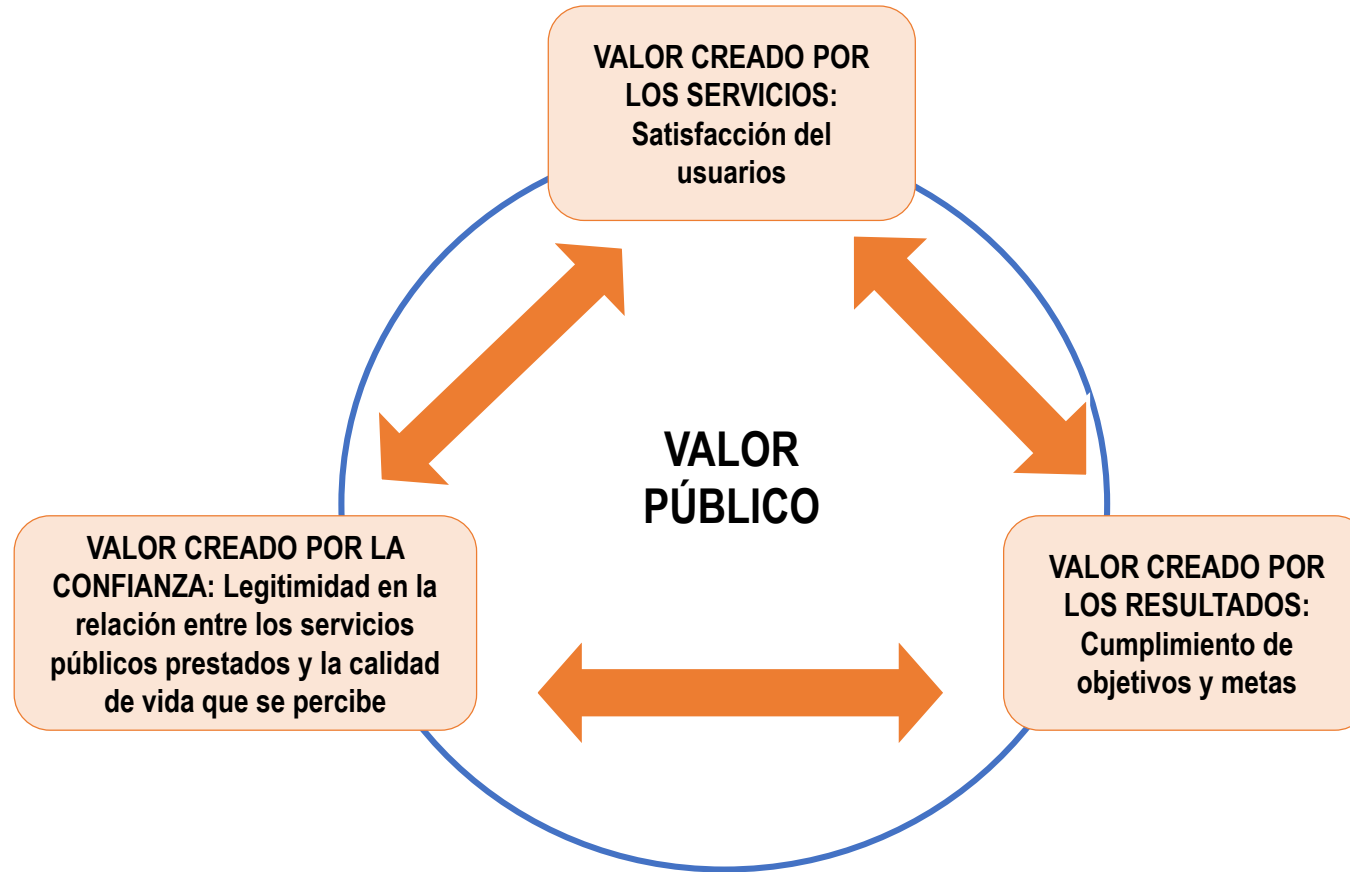 VALOR CREADO POR
LOS SERVICIOS:
Satisfacción del
usuarios
VALOR
PÚBLICO
VALOR CREADO POR LA
CONFIANZA: Legitimidad en la
relación entre los servicios
públicos prestados y la calidad
de vida que se percibe
VALOR CREADO POR
LOS RESULTADOS:
Cumplimiento de
objetivos y metas